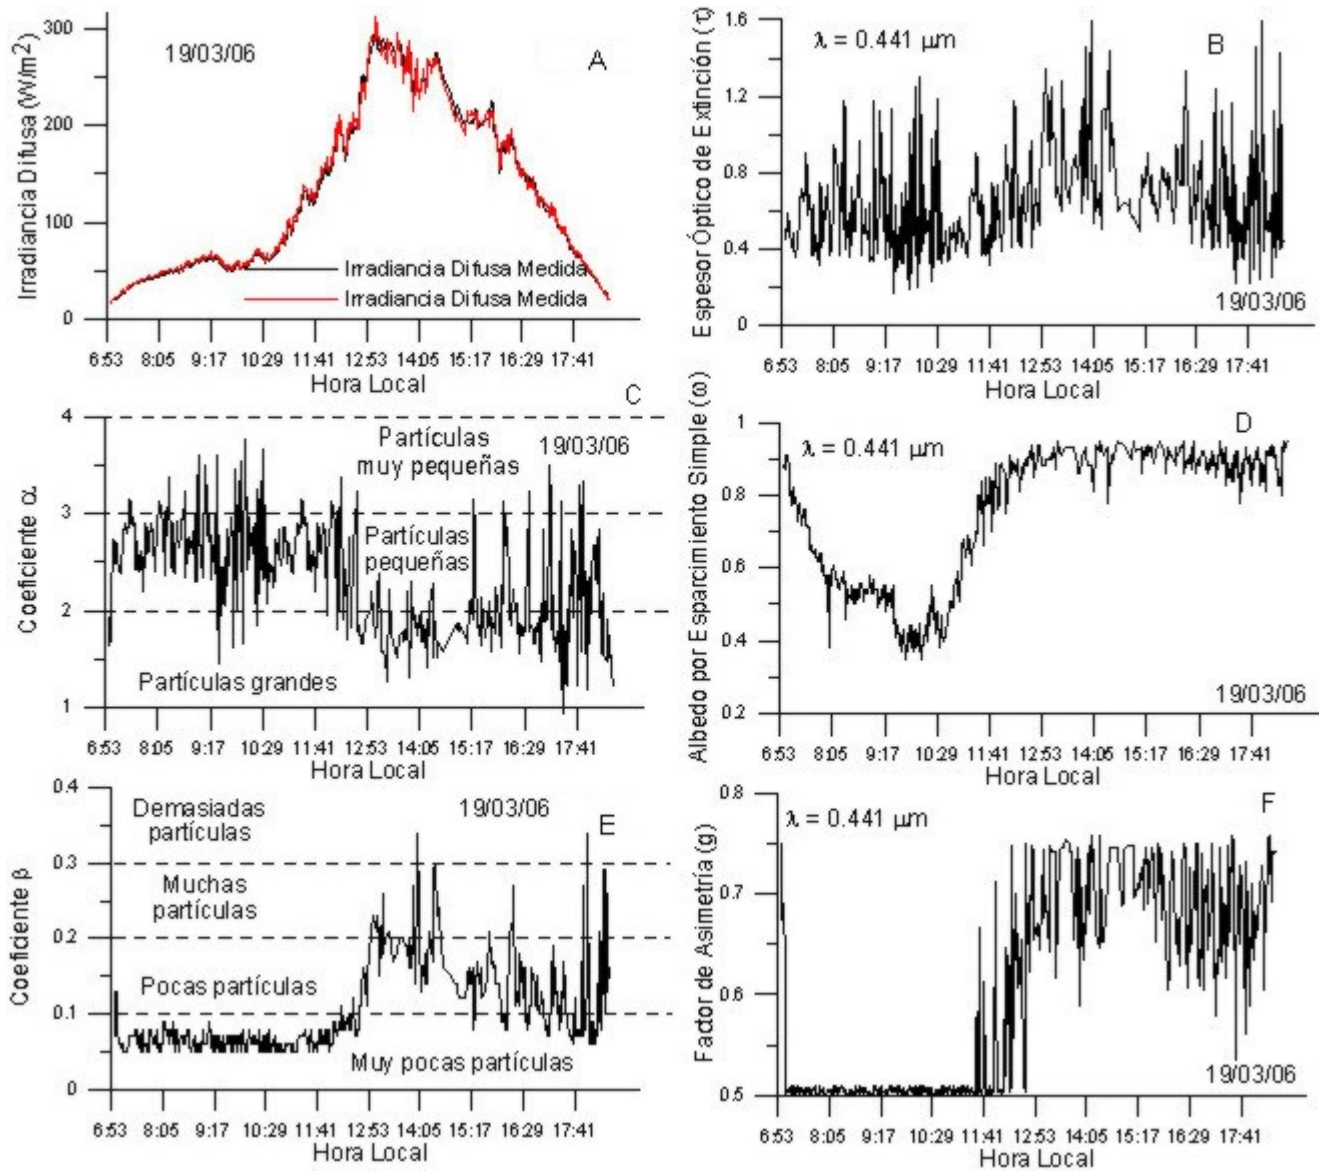 Irradiancia Difusa (W/m²)
300
200
100
0
19/03/06
A
Irradiancia Difusa Medida
Irradiancia Difusa Medida
6:53 8:05 9:17 10:29 11:41 12:53 14:05 15:17 16:29 17:41
Hora Local
Espesor Óptico de Extinción (τ)
1.6
1.2
0.8
0.4
0
λ = 0.441 µm
B
19/03/06
6:53 8:05 9:17 10:29 11:41 12:53 14:05 15:17 16:29 17:41
Hora Local
C
Coeficiente α
4
3
2
1
Partículas
muy pequeñas
19/03/06
Partículas
pequeñas
Partículas grandes
6:53 8:05 9:17 10:29 11:41 12:53 14:05 15:17 16:29 17:41
Hora Local
Albedo por Esparcimiento Simple (ω)
1
0.8
0.6
0.4
0.2
λ = 0.441 µm
D
19/03/06
6:53 8:05 9:17 10:29 11:41 12:53 14:05 15:17 16:29 17:41
Hora Local
Coeficiente β
0.4
0.3
0.2
0.1
0
Demasiadas
partículas
19/03/06
E
Muchas
partículas
Pocas partículas
Muy pocas partículas
6:53 8:05 9:17 10:29 11:41 12:53 14:05 15:17 16:29 17:41
Hora Local
Factor de Asimetría (g)
0.8
0.7
0.6
0.5
λ = 0.441 µm
F
19/03/06
6:53 8:05 9:17 10:29 11:41 12:53 14:05 15:17 16:29 17:41
Hora Local